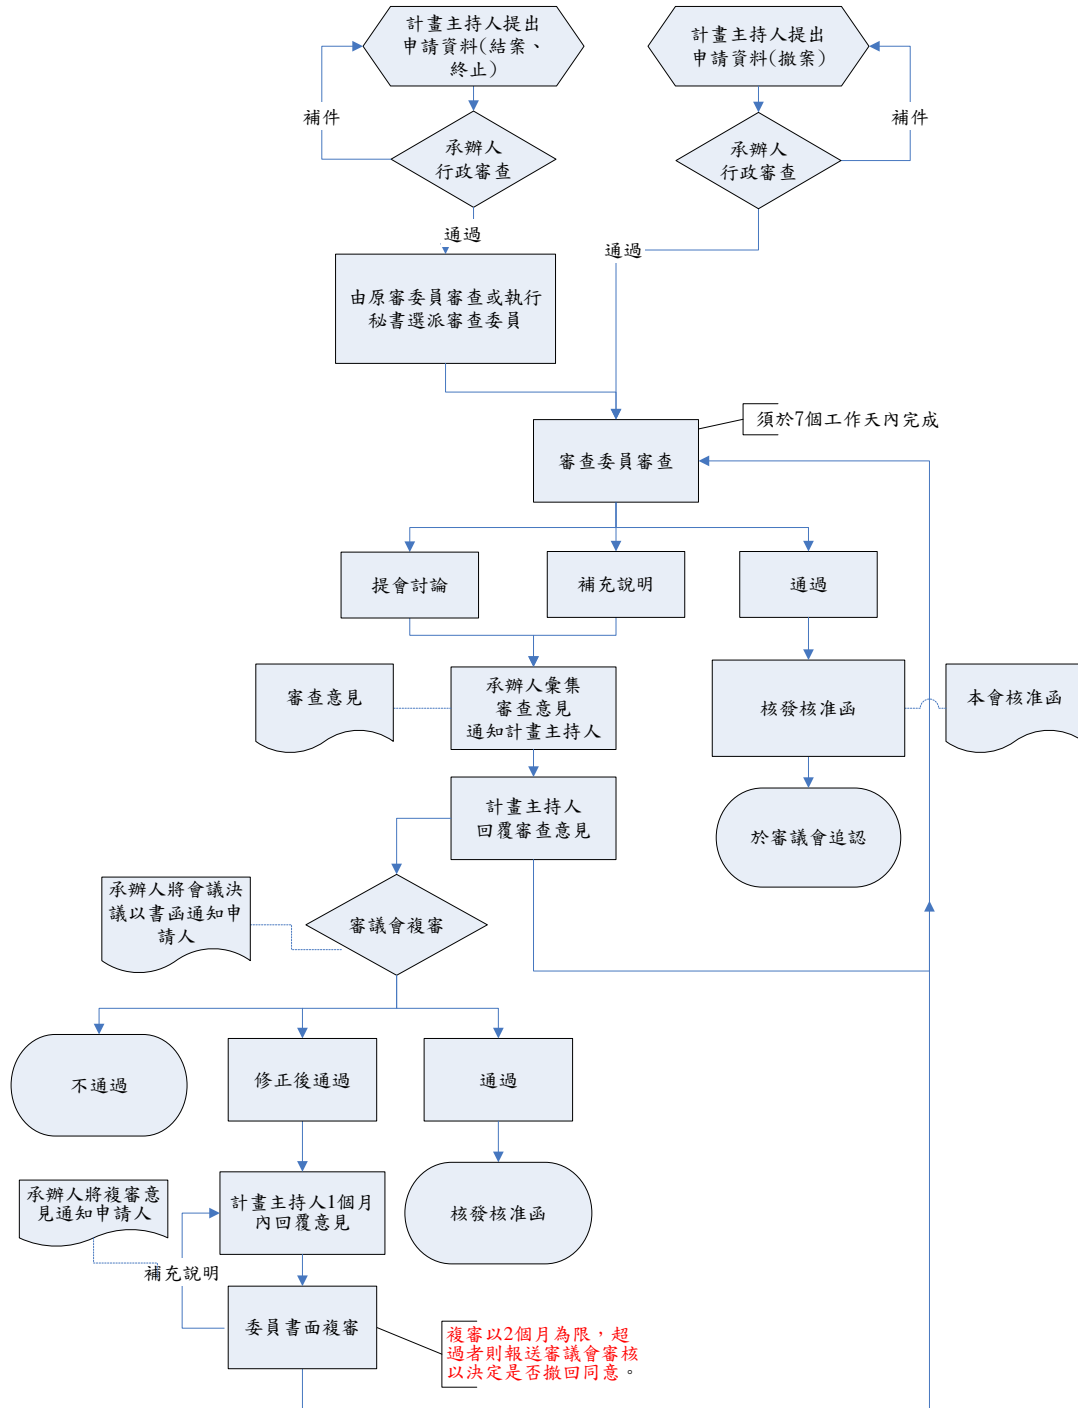 計畫主持人提出
申請資料(結案、
終止)
計畫主持人提出
申請資料(撤案)
補件
補件
承辦人
行政審查
承辦人
行政審查
通過
通過
由原審委員審查或執行
秘書選派審查委員
須於7個工作天內完成
審查委員審查
提會討論
補充說明
通過
審查意見
承辦人彙集
審查意見
通知計畫主持人
核發核准函
本會核准函
計畫主持人
回覆審查意見
於審議會追認
承辦人將會議決
議以書函通知申
請人
審議會複審
不通過
修正後通過
通過
承辦人將複審意
見通知申請人
計畫主持人1個月
內回覆意見
核發核准函
補充說明
委員書面複審
複審以2個月為限，超
過者則報送審議會審核
以決定是否撤回同意。